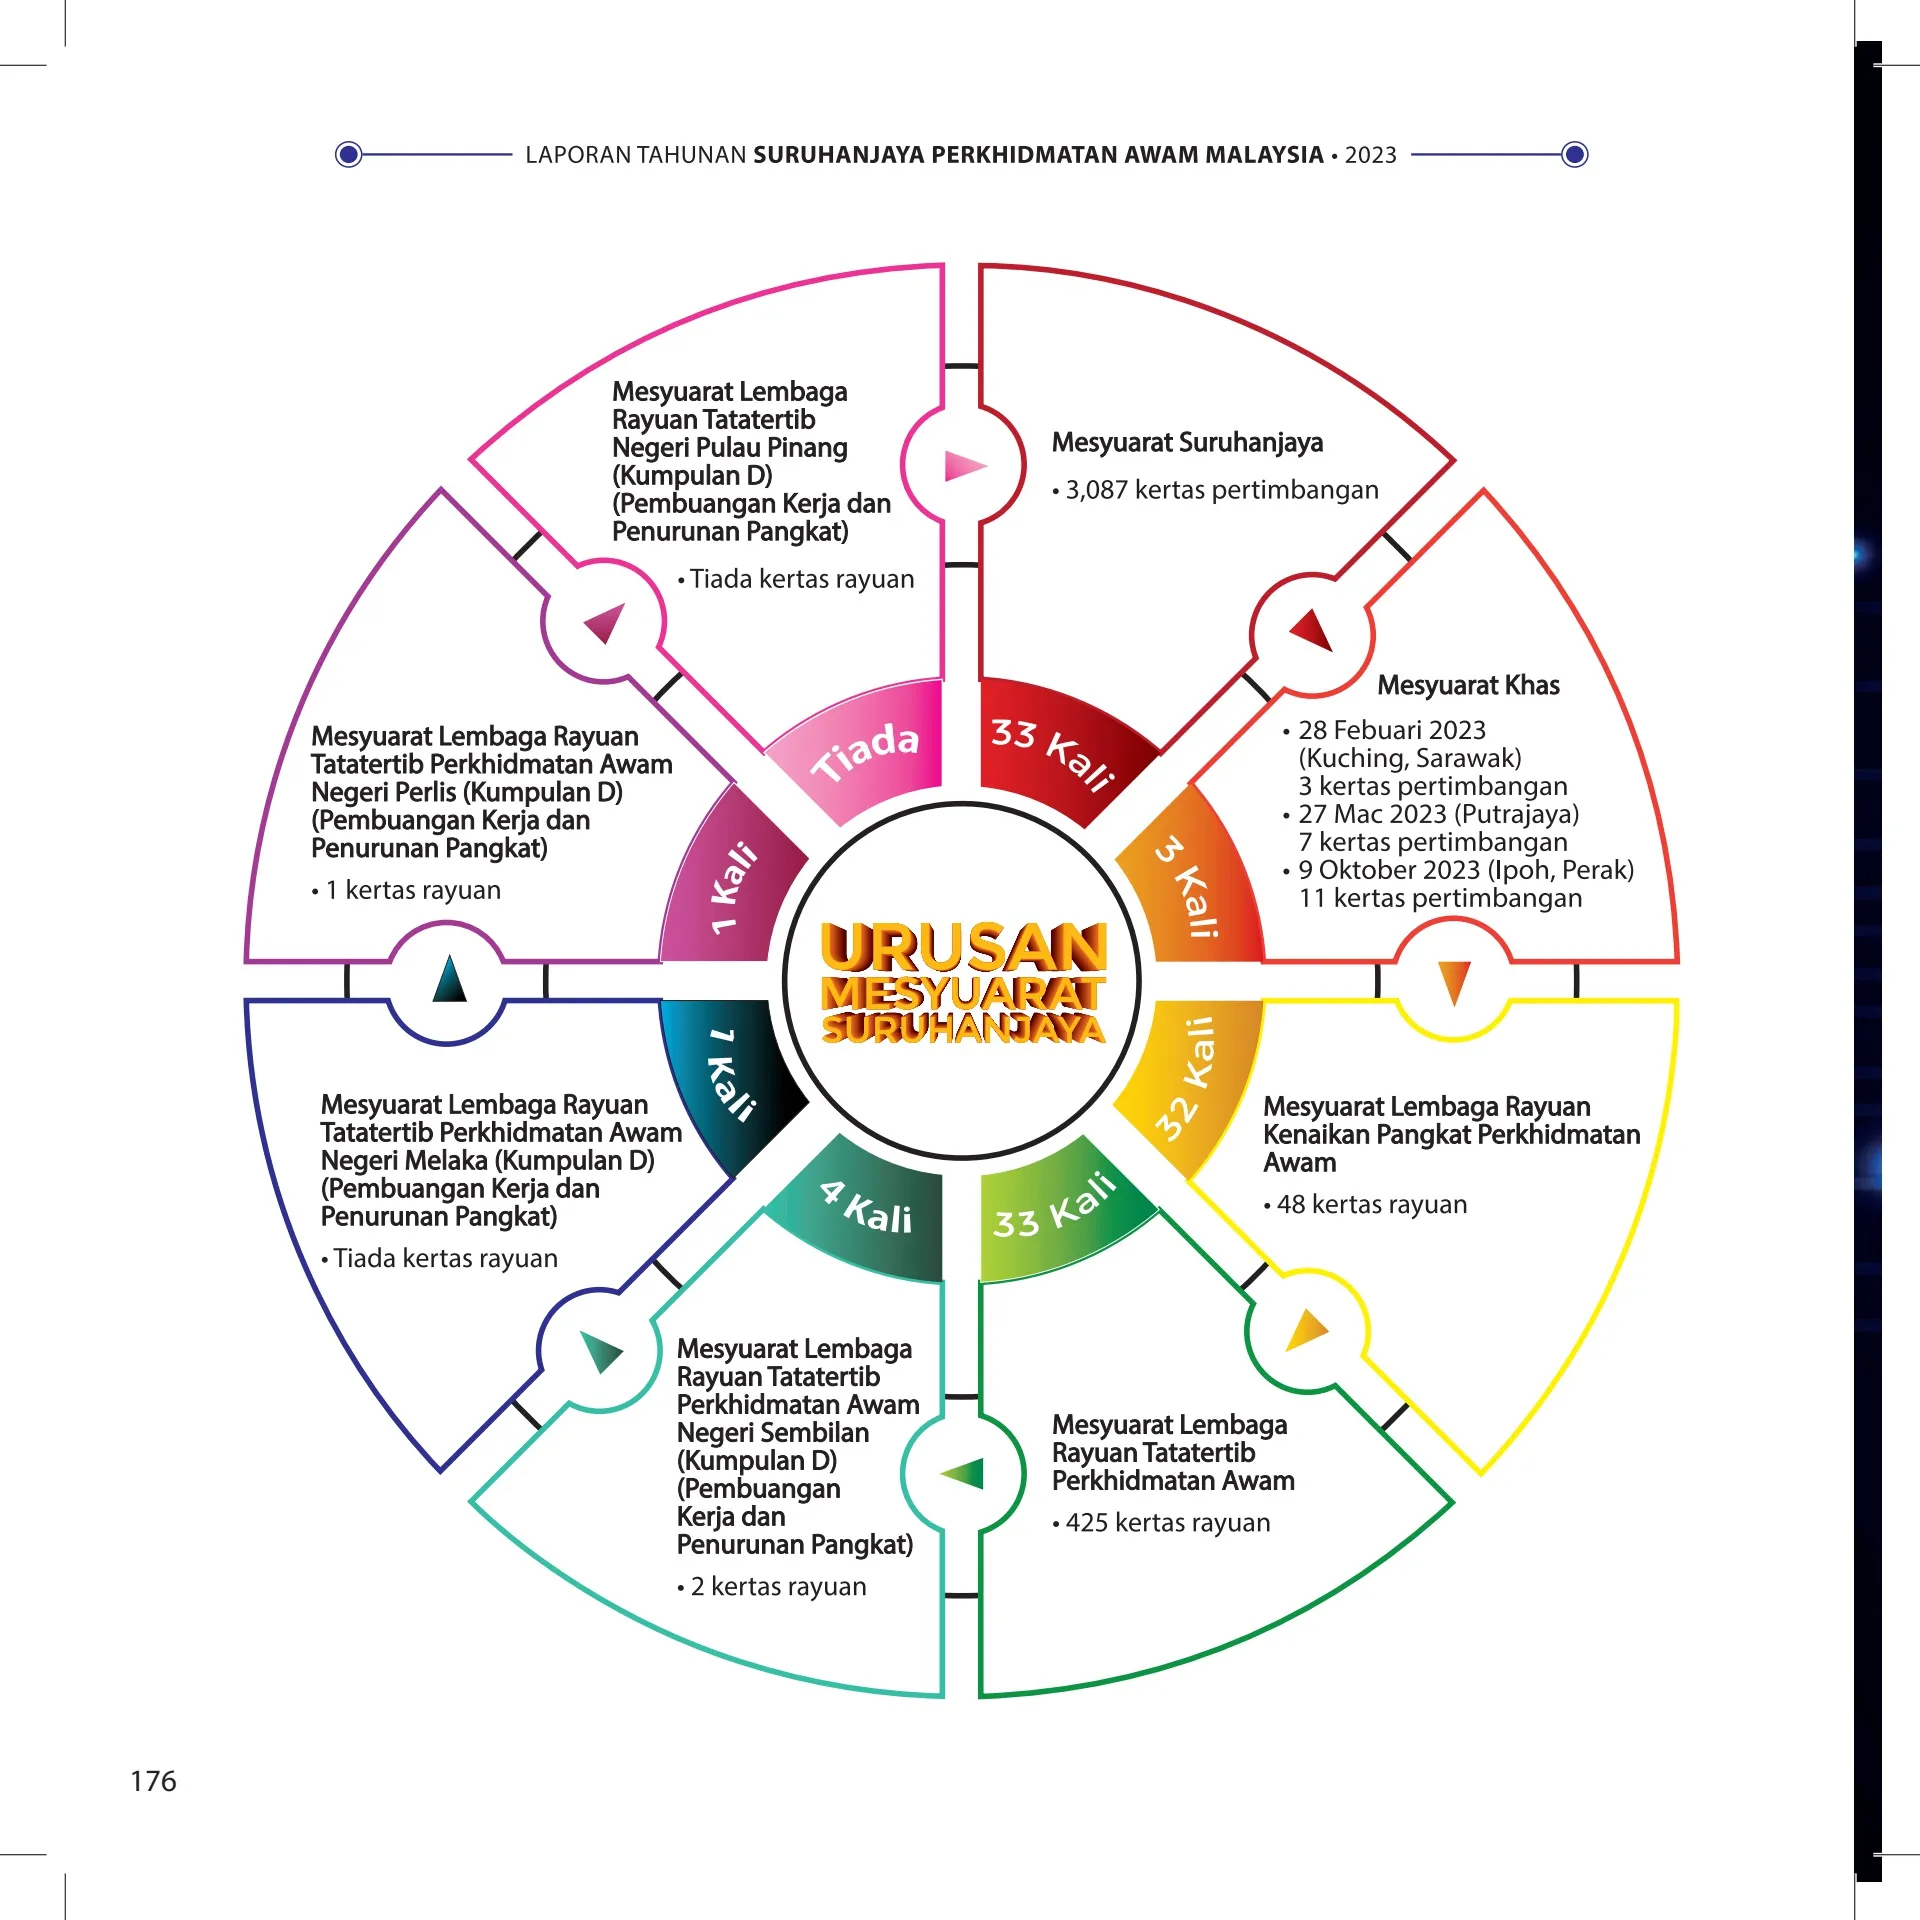 LAPORAN TAHUNAN SURUHANJAYA PERKHIDMATAN AWAM MALAYSIA • 2023
Mesyuarat Suruhanjaya
• 3,087 kertas pertimbangan
33 Kali
Mesyuarat Khas
• 28 Febuari 2023
(Kuching, Sarawak)
3 kertas pertimbangan
• 27 Mac 2023 (Putrajaya)
7 kertas pertimbangan
• 9 Oktober 2023 (Ipoh, Perak)
11 kertas pertimbangan
3 Kali
Mesyuarat Lembaga Rayuan
Kenaikan Pangkat Perkhidmatan
Awam
• 48 kertas rayuan
32 Kali
Mesyuarat Lembaga
Rayuan Tatatertib
Perkhidmatan Awam
• 425 kertas rayuan
33 Kali
Mesyuarat Lembaga
Rayuan Tatatertib
Perkhidmatan Awam
Negeri Sembilan
(Kumpulan D)
(Pembuangan
Kerja dan
Penurunan Pangkat)
• 2 kertas rayuan
4 Kali
Mesyuarat Lembaga Rayuan
Tatatertib Perkhidmatan Awam
Negeri Melaka (Kumpulan D)
(Pembuangan Kerja dan
Penurunan Pangkat)
• Tiada kertas rayuan
1 Kali
Mesyuarat Lembaga Rayuan
Tatatertib Perkhidmatan Awam
Negeri Perlis (Kumpulan D)
(Pembuangan Kerja dan
Penurunan Pangkat)
• 1 kertas rayuan
1 Kali
Mesyuarat Lembaga
Rayuan Tatatertib
Negeri Pulau Pinang
(Kumpulan D)
(Pembuangan Kerja dan
Penurunan Pangkat)
• Tiada kertas rayuan
Tiada
URUSAN
MESYUARAT
SURUHANJAYA
176